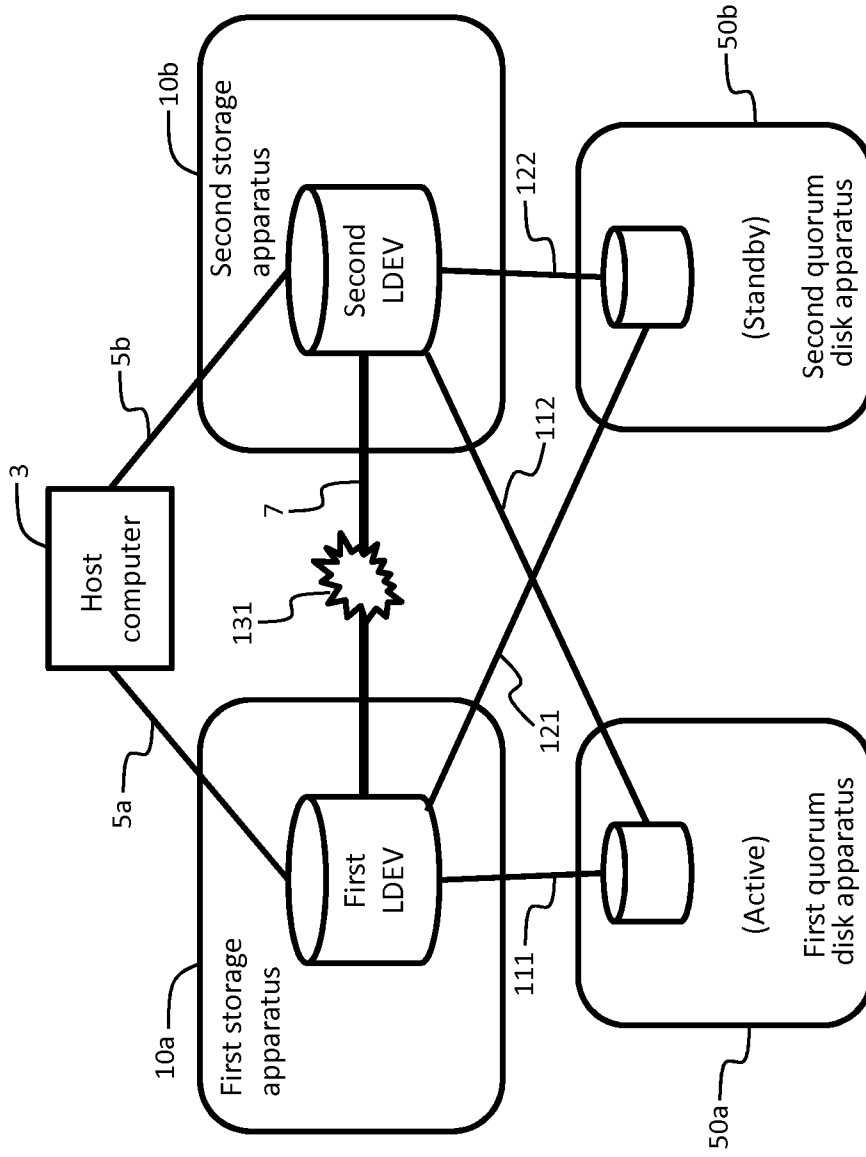 3
Host
computer
5a
5b
10a
First storage
apparatus
10b
Second storage
apparatus
First
LDEV
131
7
Second
LDEV
111
121
112
122
(Active)
First quorum
disk apparatus
50a
(Standby)
Second quorum
disk apparatus
50b